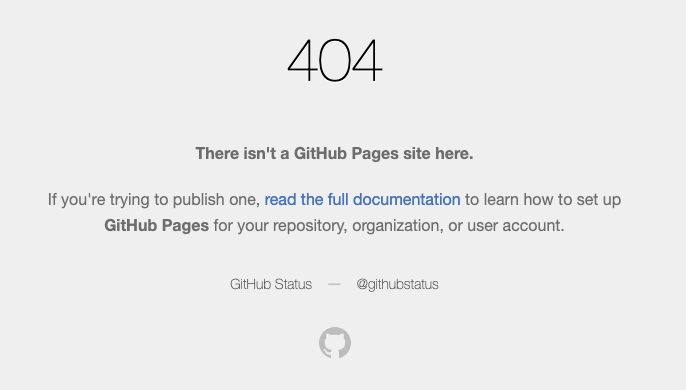 404
There isn't a GitHub Pages site here.
If you're trying to publish one, read the full documentation to learn how to set up
GitHub Pages for your repository, organization, or user account.
GitHub Status — @githubstatus